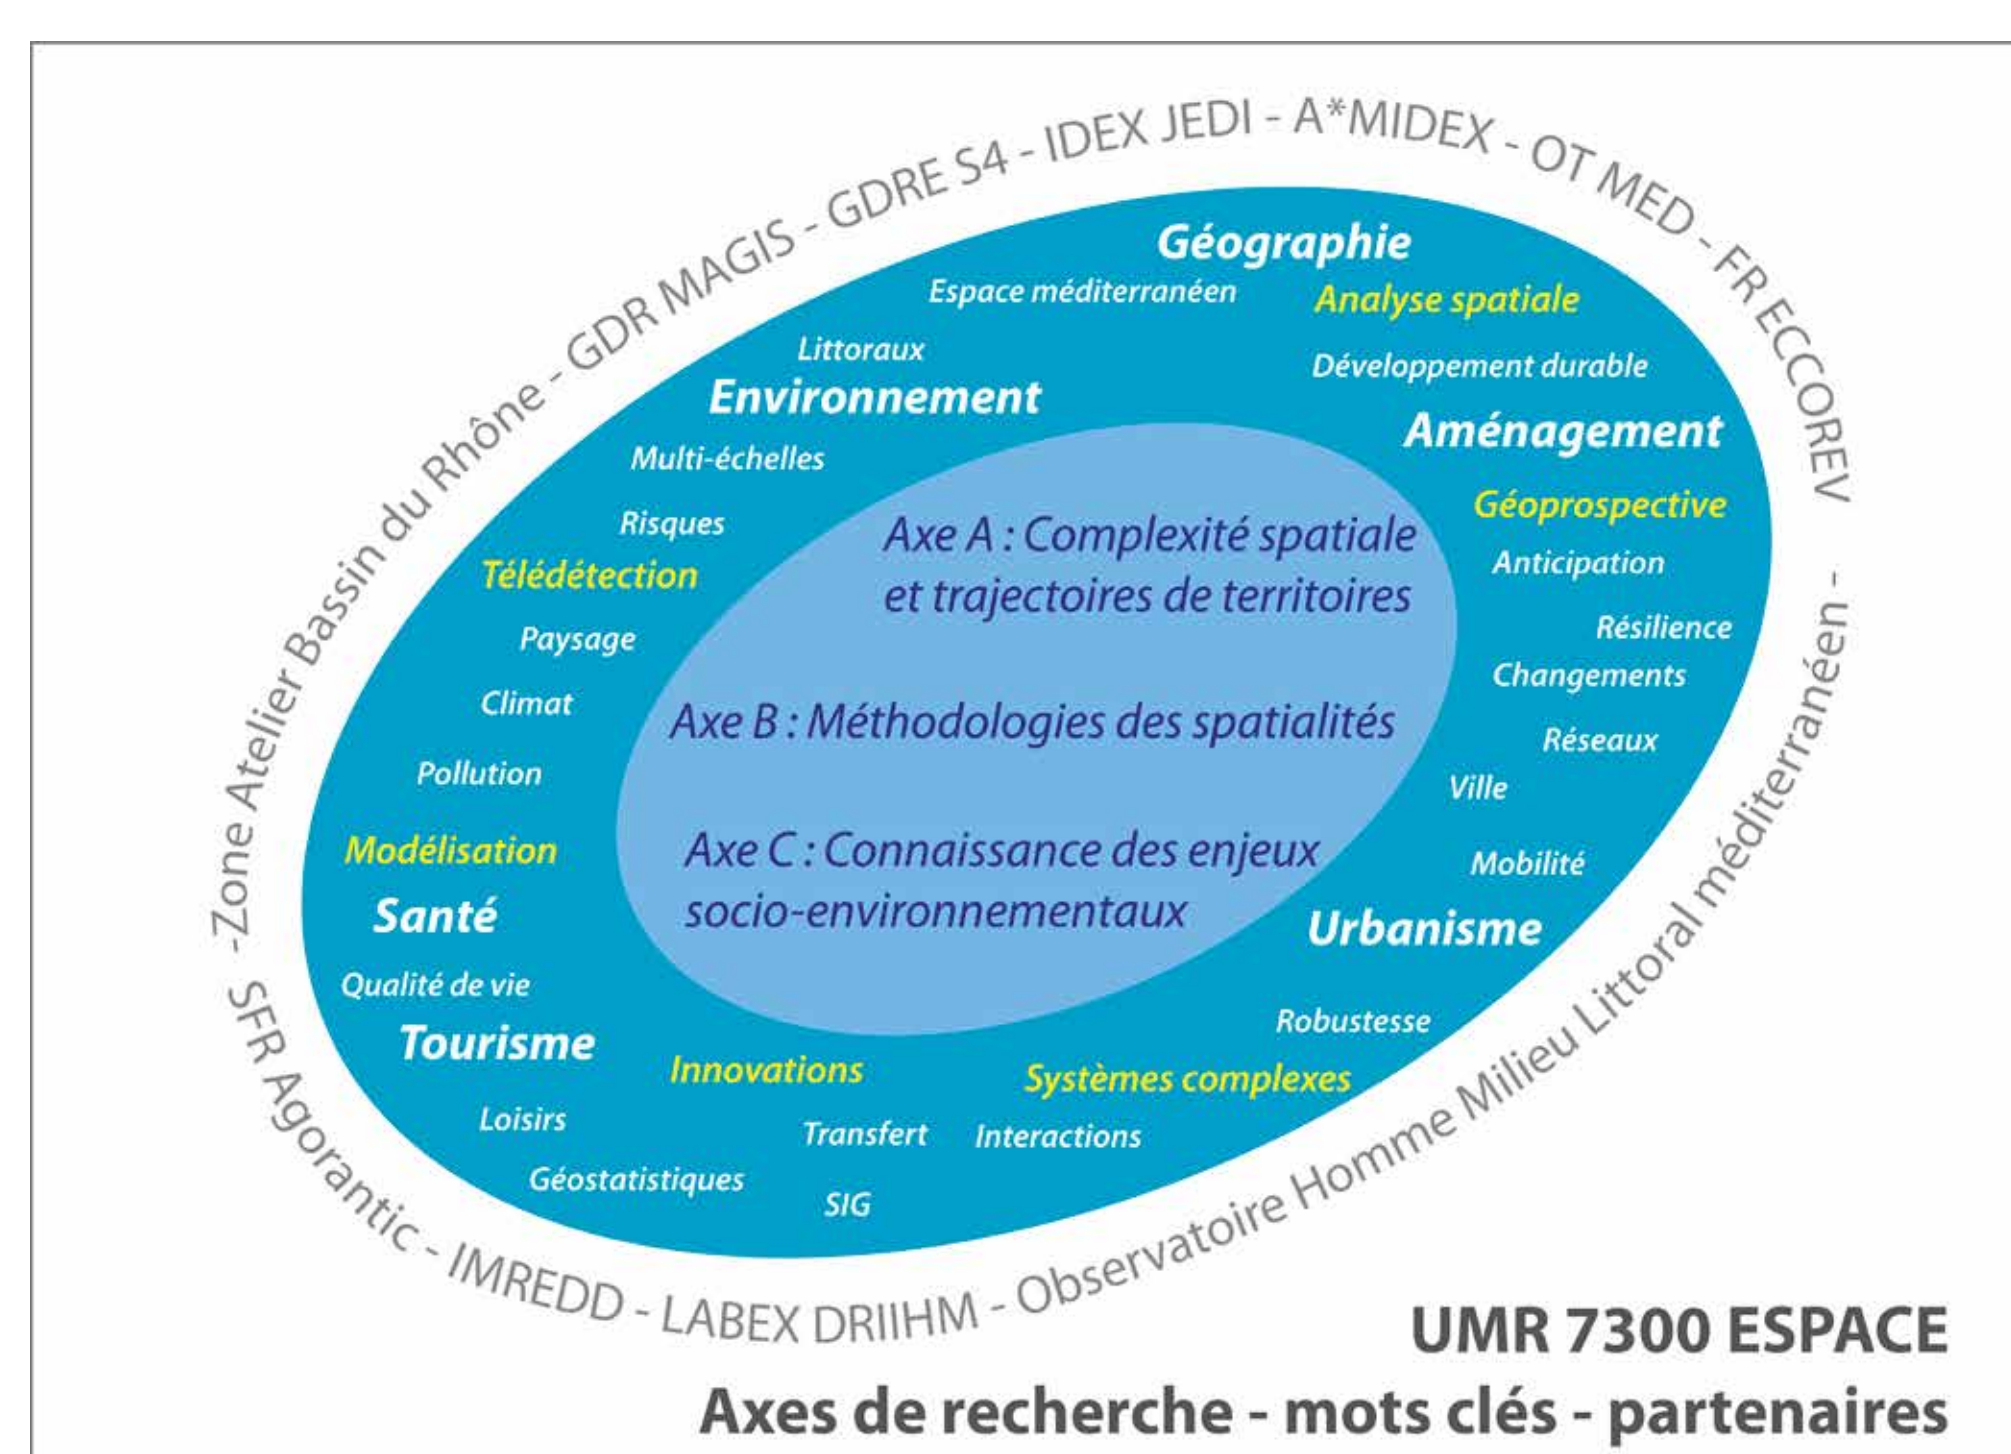 -Zone Atelier Bassin du Rhône - GDR MAGIS - GDRE S4 - IDEX JEDI - A*MIDEX - OT MED - FR ECCOREV
Géographie
Espace méditerranéen
Analyse spatiale
Littoraux
Développement durable
Environnement
Aménagement
Multi-échelles
Géoprospective
Risques
Anticipation
Télédétection
Résilience
Paysage
Changements
Climat
Réseaux
Pollution
Ville
Modélisation
Mobilité
Santé
Urbanisme
Qualité de vie
Robustesse
Tourisme
Innovations
Systèmes complexes
Loisirs
Transfert
Interactions
Géostatistiques
SIG
Axe A : Complexité spatiale
et trajectoires de territoires
Axe B : Méthodologies des spatialités
Axe C : Connaissance des enjeux
socio-environnementaux
SFR Agorantic - IMREDD - LABEX DRIIHM - Observatoire Homme Milieu Littoral méditerranéen -
UMR 7300 ESPACE
Axes de recherche - mots clés - partenaires